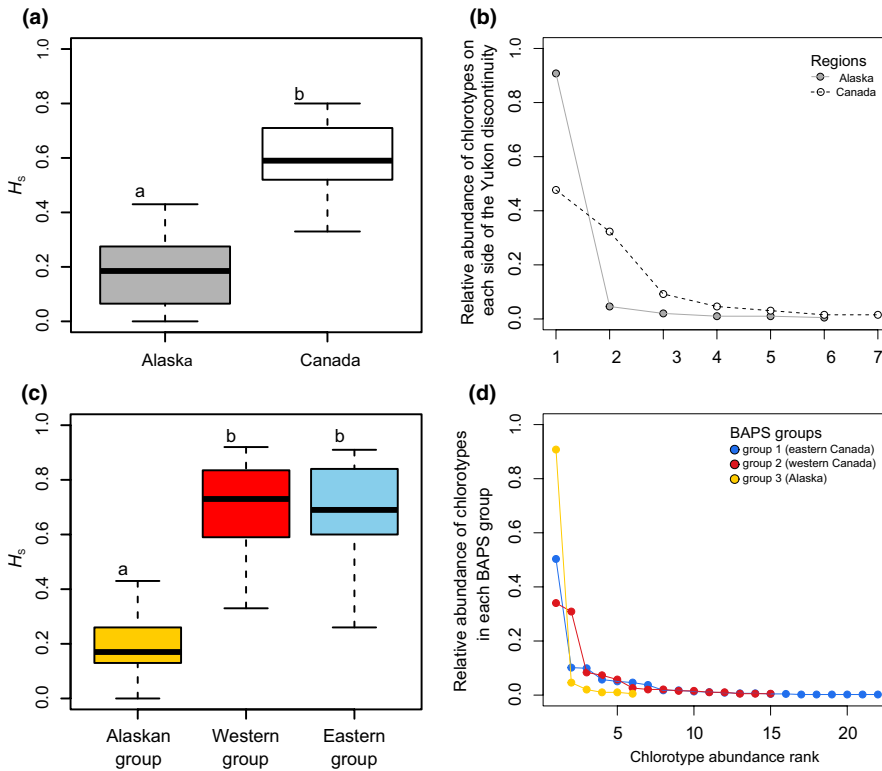 (a)
1.0
0.8
0.6
0.4
0.2
0.0
Hs
a
b
Alaska
Canada
(b)
Relative abundance of chlorotypes on
each side of the Yukon discontinuity
1.0
0.8
0.6
0.4
0.2
0.0
Regions
Alaska
Canada
1 2 3 4 5 6 7
(c)
1.0
0.8
0.6
0.4
0.2
0.0
Hs
a
b
b
Alaskan Western Eastern
group group group
(d)
Relative abundance of chlorotypes
in each BAPS group
1.0
0.8
0.6
0.4
0.2
0.0
BAPS groups
group 1 (eastern Canada)
group 2 (western Canada)
group 3 (Alaska)
5 10 15 20
Chlorotype abundance rank